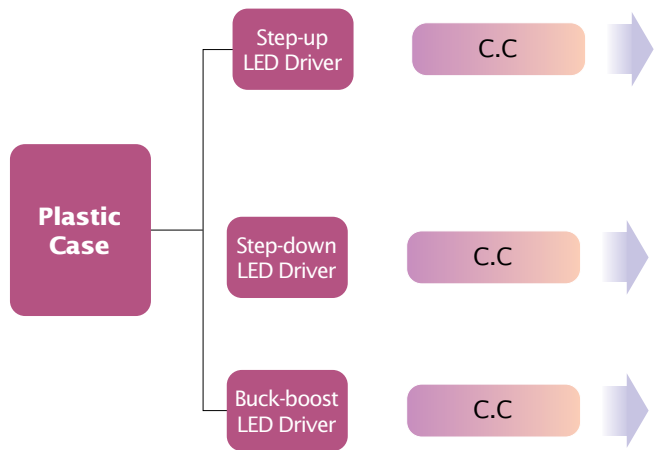 Step-up
LED Driver
C.C
Plastic
Case
Step-down
LED Driver
C.C
Buck-boost
LED Driver
C.C